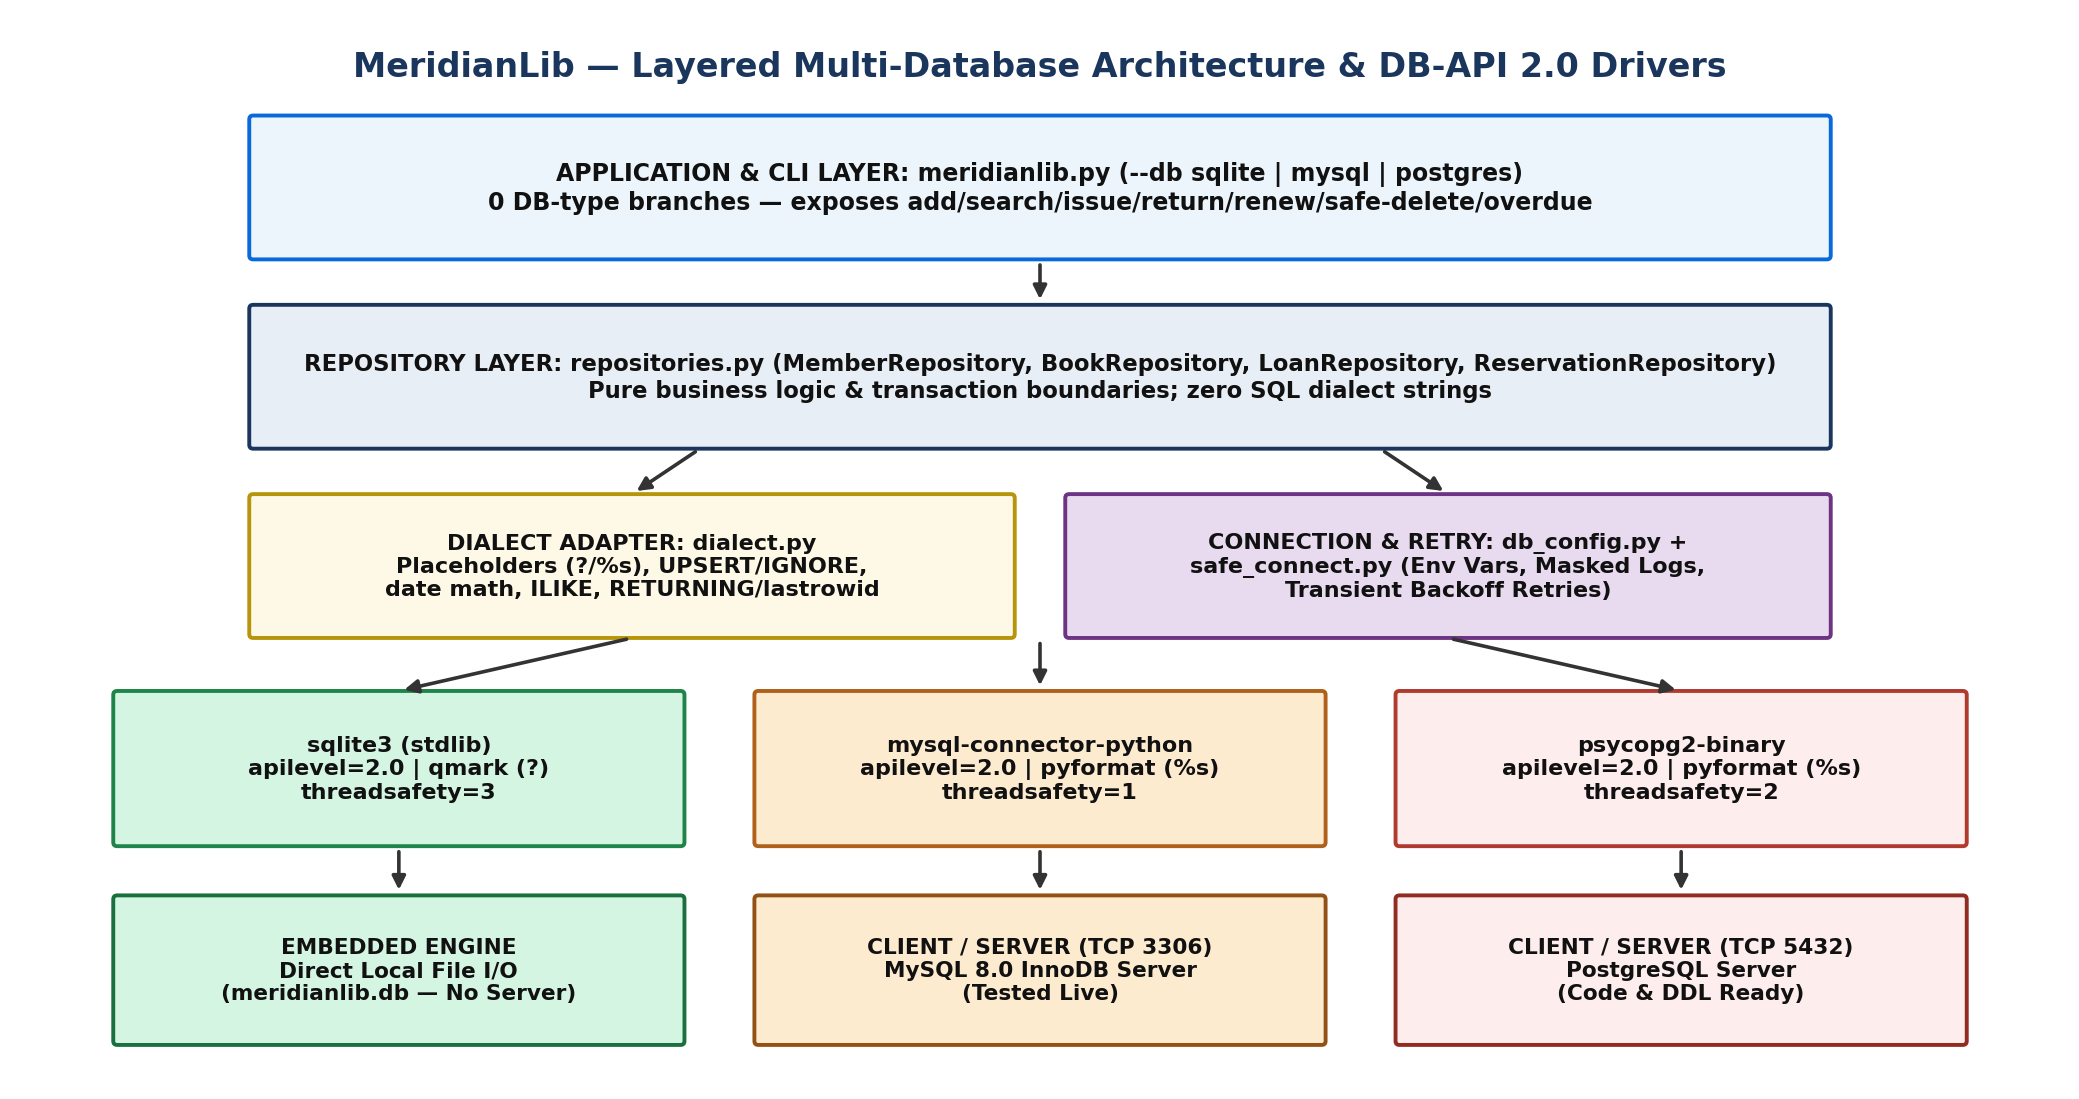 MeridianLib — Layered Multi-Database Architecture & DB-API 2.0 Drivers
APPLICATION & CLI LAYER: meridianlib.py (--db sqlite | mysql | postgres)
0 DB-type branches — exposes add/search/issue/return/renew/safe-delete/overdue
REPOSITORY LAYER: repositories.py (MemberRepository, BookRepository, LoanRepository, ReservationRepository)
Pure business logic & transaction boundaries; zero SQL dialect strings
DIALECT ADAPTER: dialect.py
Placeholders (?/%s), UPSERT/IGNORE,
date math, ILIKE, RETURNING/lastrowid
CONNECTION & RETRY: db_config.py +
safe_connect.py (Env Vars, Masked Logs,
Transient Backoff Retries)
sqlite3 (stdlib)
apilevel=2.0 | qmark (?)
threadsafety=3
mysql-connector-python
apilevel=2.0 | pyformat (%s)
threadsafety=1
psycopg2-binary
apilevel=2.0 | pyformat (%s)
threadsafety=2
EMBEDDED ENGINE
Direct Local File I/O
(meridianlib.db — No Server)
CLIENT / SERVER (TCP 3306)
MySQL 8.0 InnoDB Server
(Tested Live)
CLIENT / SERVER (TCP 5432)
PostgreSQL Server
(Code & DDL Ready)